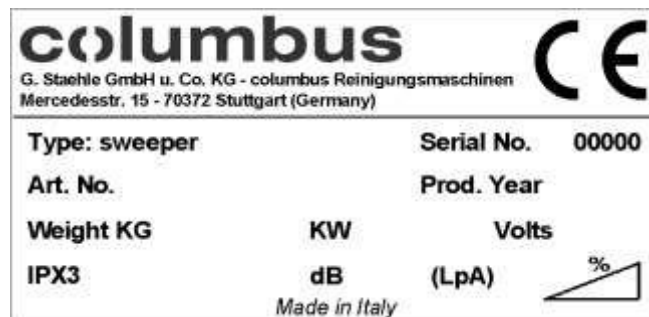 columbus
G. Staehle GmbH u. Co. KG - columbus Reinigungsmaschinen
Mercedesstr. 15 - 70372 Stuttgart (Germany)
CE
Type: sweeper Serial No. 00000
Art. No. Prod. Year
Weight KG KW Volts
IPX3 dB (LpA) %
Made in Italy